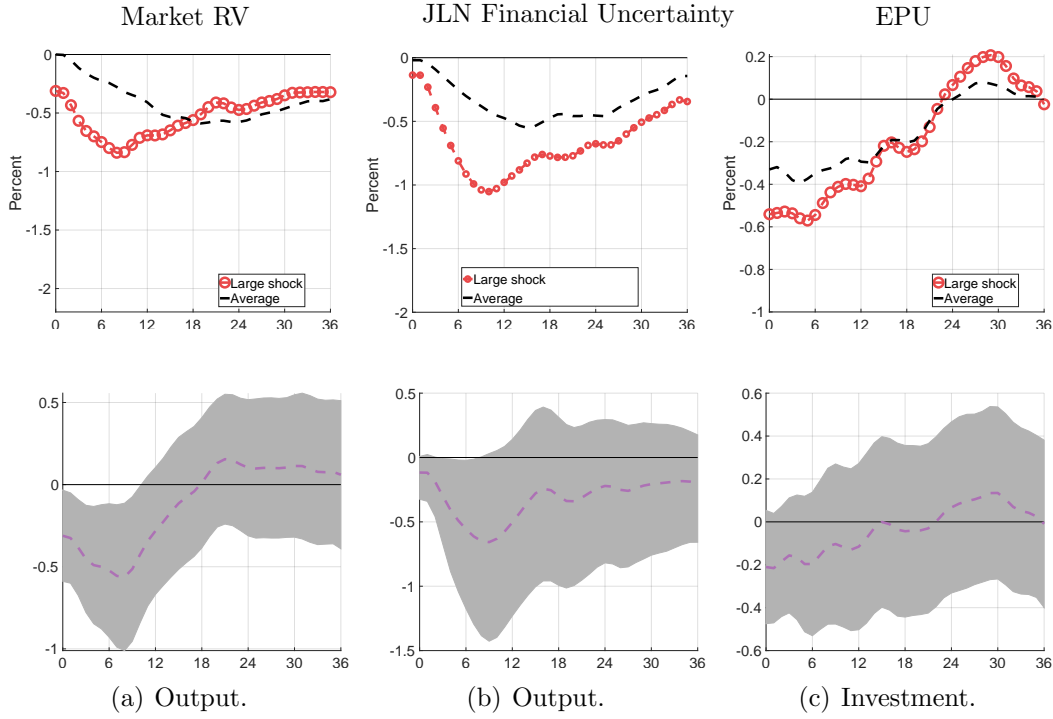 Market RV
JLN Financial Uncertainty
EPU
Percent
0
-0.5
-1
-1.5
-2
Large shock
Average
0 6 12 18 24 30 36
Percent
0
-0.5
-1
-1.5
-2
Large shock
Average
0 6 12 18 24 30 36
Percent
0.2
0
-0.2
-0.4
-0.6
-0.8
-1
Large shock
Average
0 6 12 18 24 30 36
0.5
0
-0.5
-1
0 6 12 18 24 30 36
0.5
0
-0.5
-1
-1.5
0 6 12 18 24 30 36
0.6
0.4
0.2
0
-0.2
-0.4
-0.6
0 6 12 18 24 30 36
(a) Output.
(b) Output.
(c) Investment.